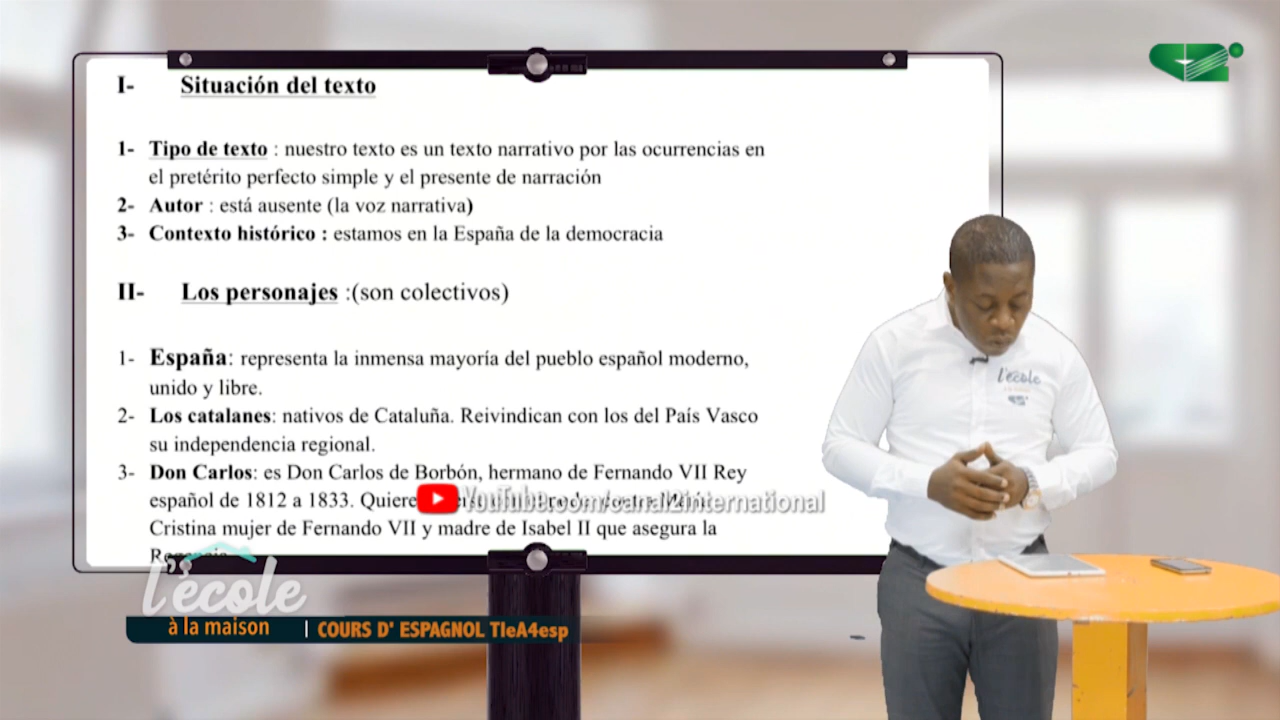 I- Situación del texto
1- Tipo de texto : nuestro texto es un texto narrativo por las ocurrencias en
el pretérito perfecto simple y el presente de narración
2- Autor : está ausente (la voz narrativa)
3- Contexto histórico : estamos en la España de la democracia
II- Los personajes :(son colectivos)
1- España: representa la inmensa mayoría del pueblo español moderno,
unido y libre.
2- Los catalanes: nativos de Cataluña. Reivindican con los del País Vasco
su independencia regional.
3- Don Carlos: es Don Carlos de Borbón, hermano de Fernando VII Rey
español de 1812 a 1833. Quiere
YouTube.com/canal2international
Cristina mujer de Fernando VII y madre de Isabel II que asegura la
l'école
à la maison | COURS D' ESPAGNOL TleA4esp
l'école